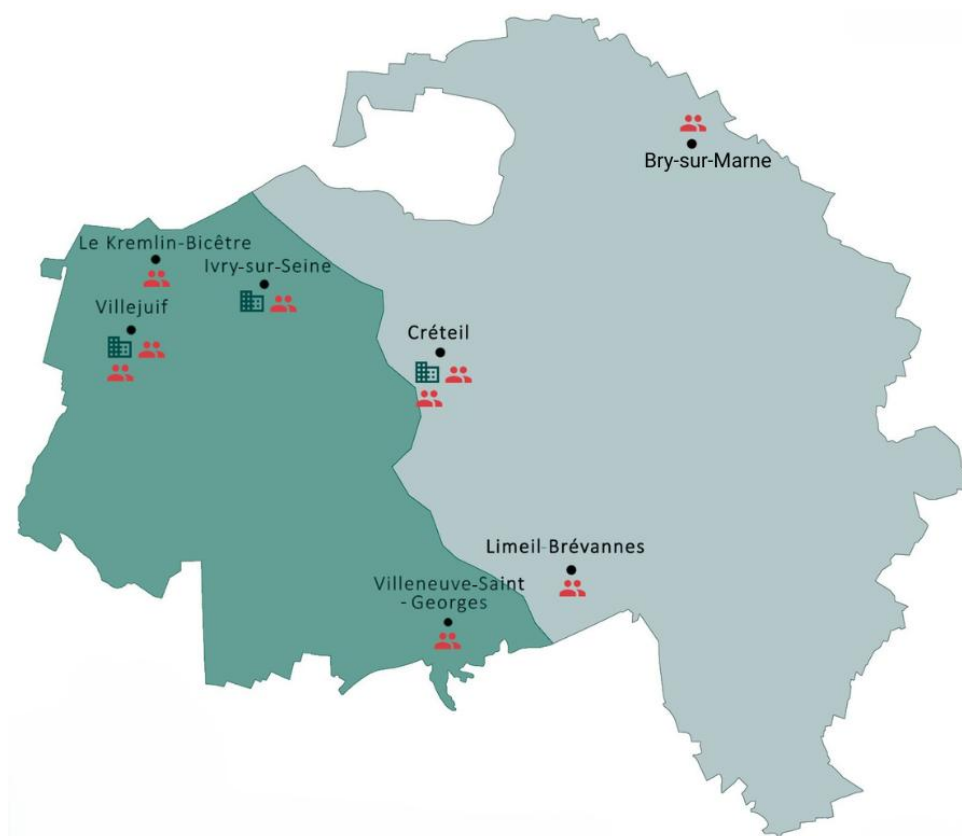 Bry-sur-Marne
Le Kremlin-Bicêtre
Ivry-sur-Seine
Villejuif
Créteil
Limeil-Brévannes
Villeneuve-Saint
-Georges